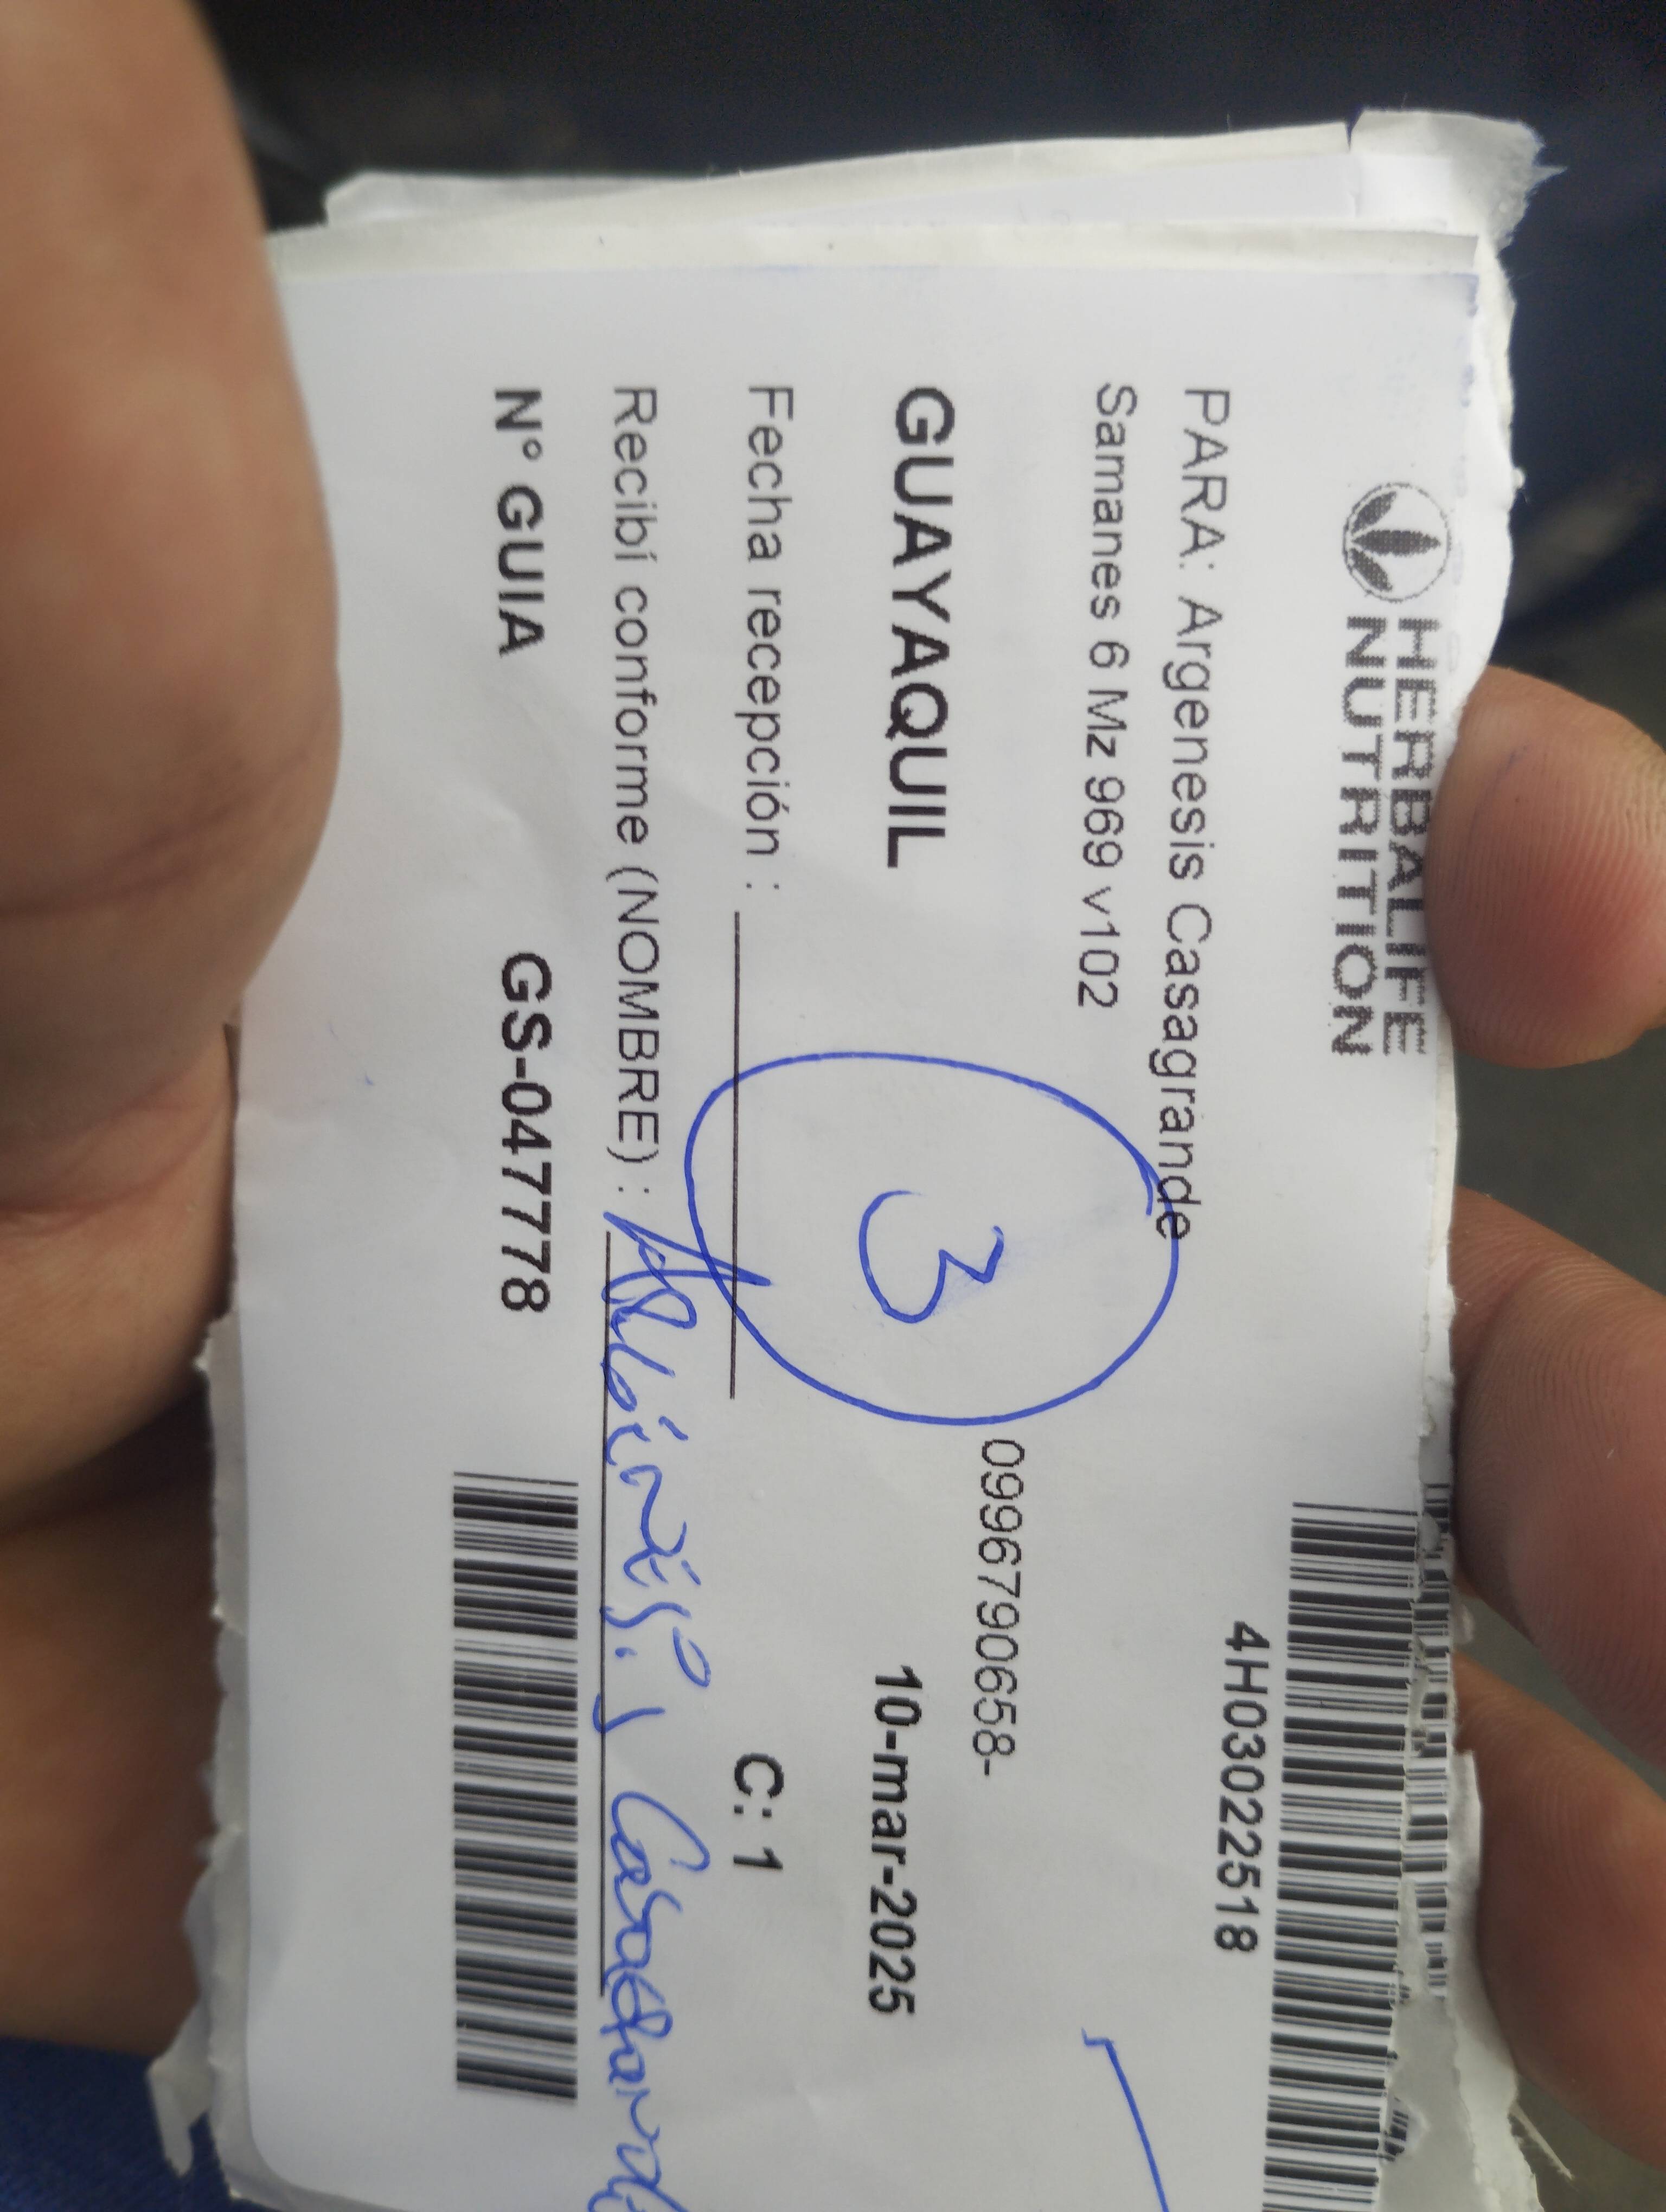 HERBALIFE
NUTRITION
4H03022518
PARA: Argenesis Casagrande
Samanes 6 Mz 969 v102
0996790658-
3
GUAYAQUIL 10-mar-2025
Fecha recepción : C: 1
Recibí conforme (NOMBRE) :
N° GUIA GS-047778